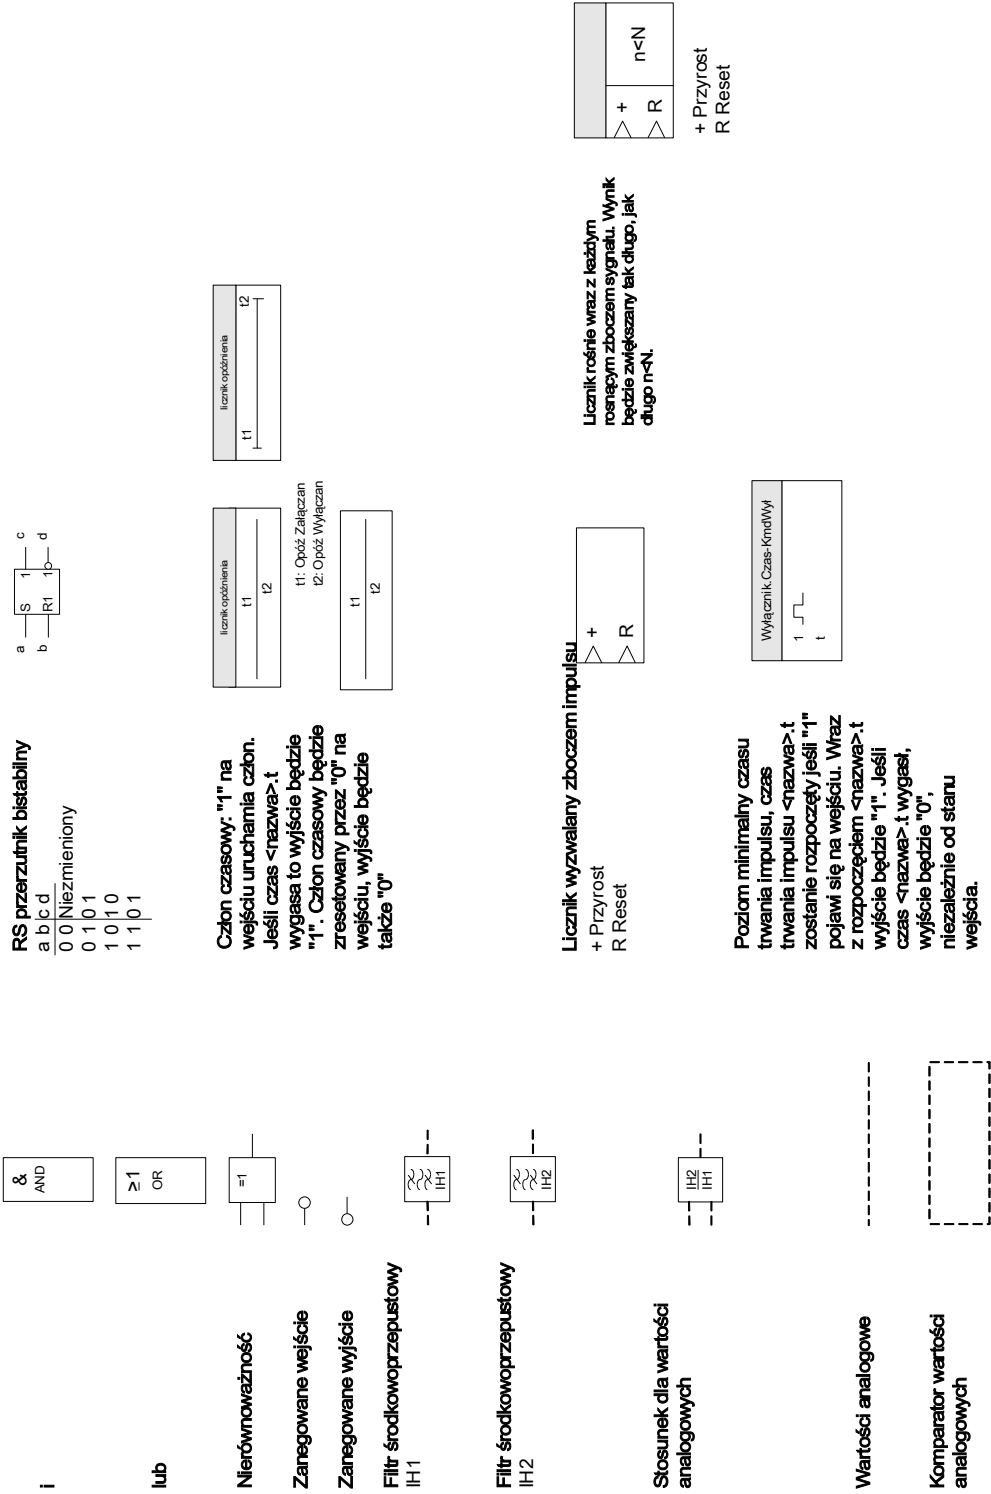 i
&
AND
lub
≥1
OR
Nierównoważność
=1
Zanegowane wejście
Zanegowane wyjście
Filtr środkowoprzepustowy
IH1
IH1
Filtr środkowoprzepustowy
IH2
IH2
Stosunek dla wartości
analogowych
IH2
IH1
Wartości analogowe
Komparator wartości
analogowych
RS przerzutnik bistabilny
a b c d
0 0 Niezmieniony
0 1 0 1
1 0 1 0
1 1 0 1
a S 1 c
b R1 1 d
Człon czasowy: "1" na
wejściu uruchamia człon.
Jeśli czas <nazwa>.t
wygasa to wyjście będzie
"1". Człon czasowy będzie
zresetowany przez "0" na
wejściu, wyjście będzie
także "0"
licznik opóźnienia
t1
t2
licznik opóźnienia
t1 t2
t1: Opóź Załączan
t2: Opóź Wyłączan
t1
t2
Licznik wyzwalany zboczem impulsu
+ Przyrost
R Reset
+
R
Licznik rośnie wraz z każdym
rosnącym zboczem sygnału. Wynik
będzie zwiększany tak długo, jak
długo n<N.
+
R
n<N
+ Przyrost
R Reset
Poziom minimalny czasu
trwania impulsu, czas
trwania impulsu <nazwa>.t
zostanie rozpoczęty jeśli "1"
pojawi się na wejściu. Wraz
z rozpoczęciem <nazwa>.t
wyjście będzie "1". Jeśli
czas <nazwa>.t wygasł,
wyjście będzie "0",
niezależnie od stanu
wejścia.
Wyłącznik.Czas-KmdWył
1
t